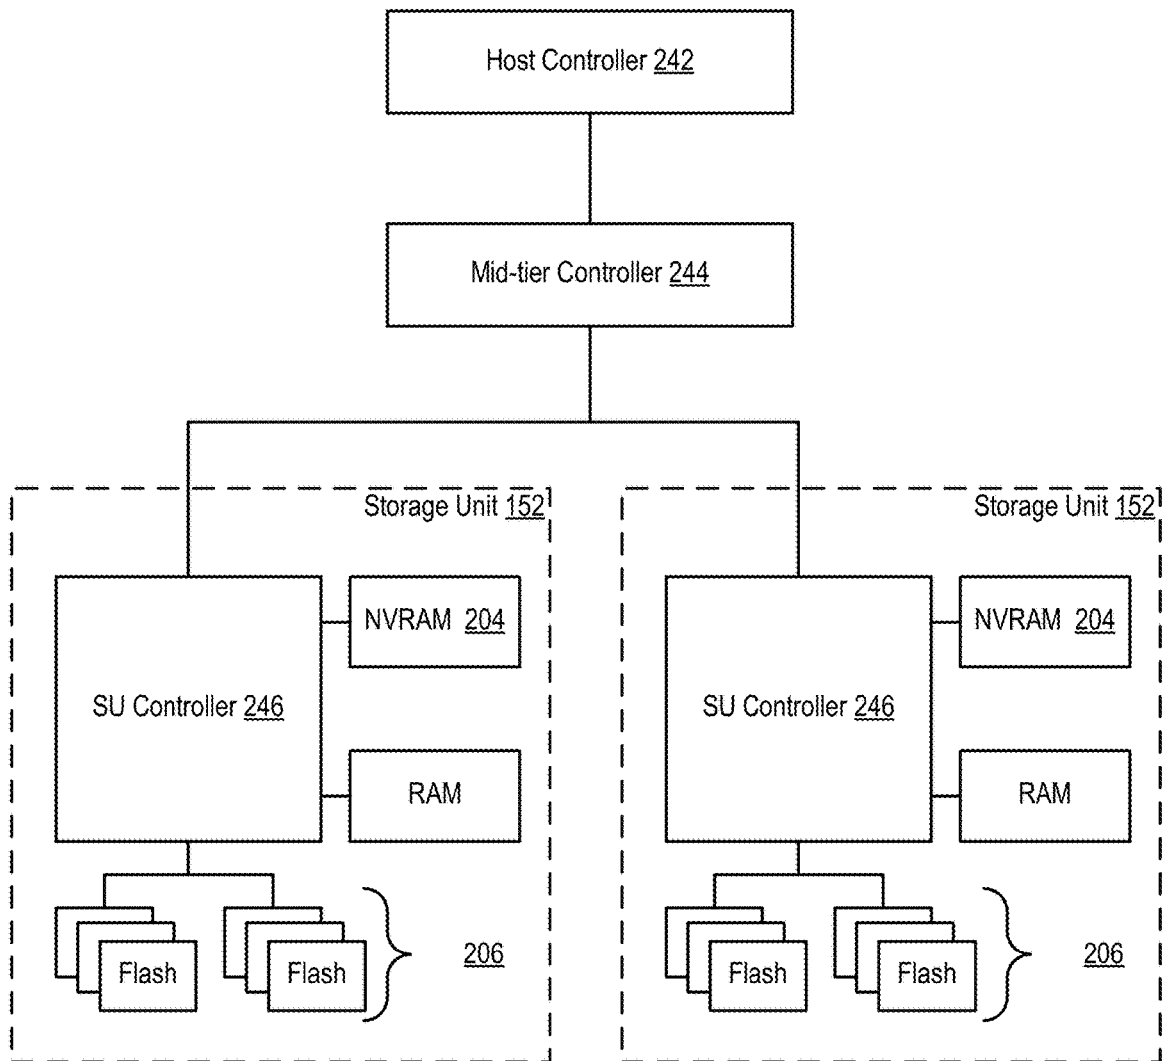 Host Controller 242
Mid-tier Controller 244
Storage Unit 152
NVRAM 204
SU Controller 246
RAM
Flash
Flash
206
Storage Unit 152
NVRAM 204
SU Controller 246
RAM
Flash
Flash
206